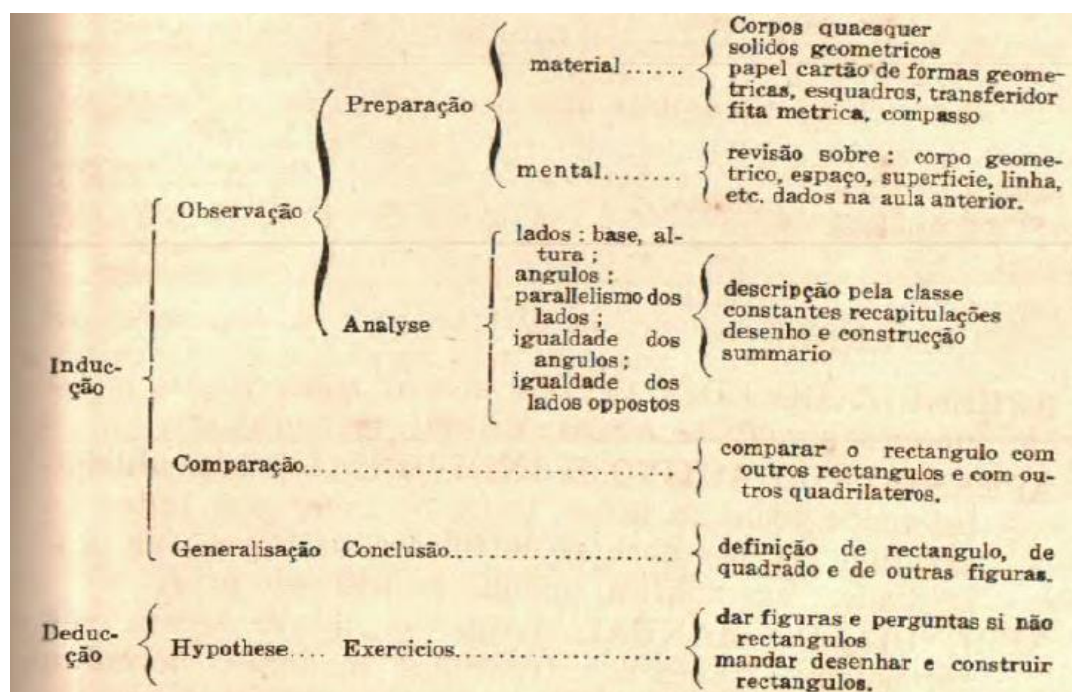 Corpos quaesquer
solidos geometricos
material ......
papel cartão de formas geome-
tricas, esquadros, transferidor
fita metrica, compasso
Preparação
mental........
revisão sobre : corpo geome-
trico, espaço, superficie, linha,
etc. dados na aula anterior.
Observação
lados : base, al-
tura ;
angulos ;
parallelismo dos
lados ;
igualdade dos
angulos ;
igualdade dos
lados oppostos
Analyse
descripção pela classe
constantes recapitulações
desenho e construcção
summario
Induc-
ção
Comparação..............................................
comparar o rectangulo com
outros rectangulos e com ou-
tros quadrilateros.
Generalisação Conclusão..........................
definição de rectangulo, de
quadrado e de outras figuras.
Deduc-
ção
Hypothese.... Exercicios.........................
dar figuras e perguntas si não
rectangulos
mandar desenhar e construir
rectangulos.